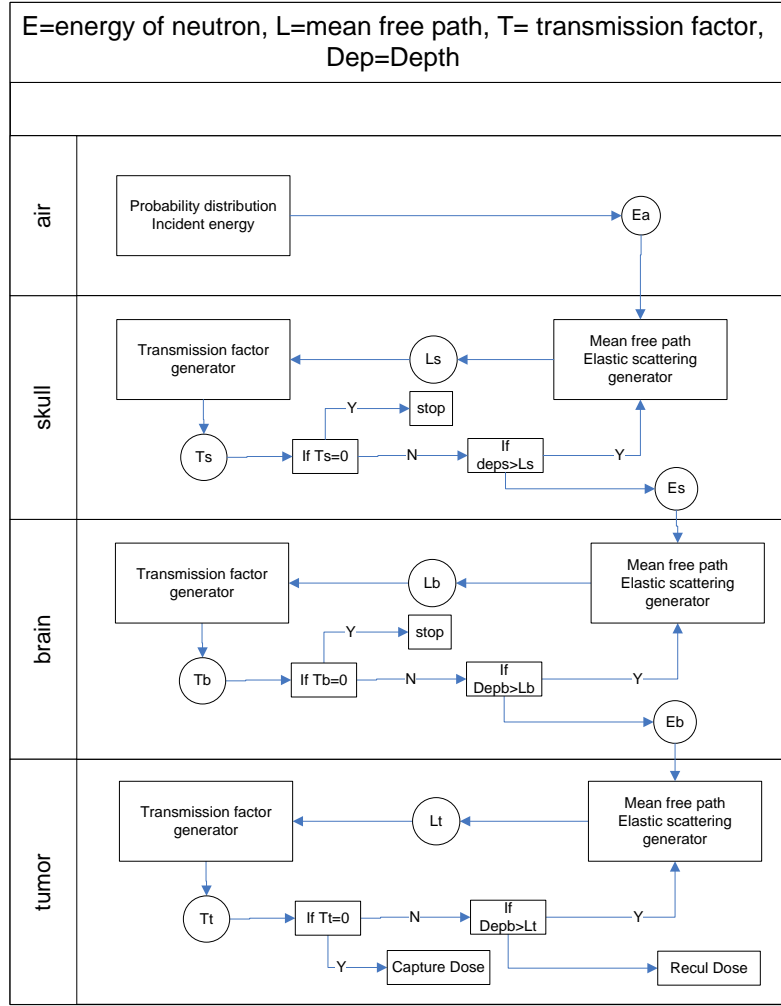 E=energy of neutron, L=mean free path, T= transmission factor,
Dep=Depth
air
Probability distribution
Incident energy
Ea
skull
Transmission factor
generator
Ls
Mean free path
Elastic scattering
generator
Y
stop
Ts
If Ts=0
N
If
deps>Ls
Y
Es
brain
Transmission factor
generator
Lb
Mean free path
Elastic scattering
generator
Y
stop
Tb
If Tb=0
N
If
Depb>Lb
Y
Eb
tumor
Transmission factor
generator
Lt
Mean free path
Elastic scattering
generator
Tt
If Tt=0
N
If
Depb>Lt
Y
Y
Capture Dose
Recul Dose